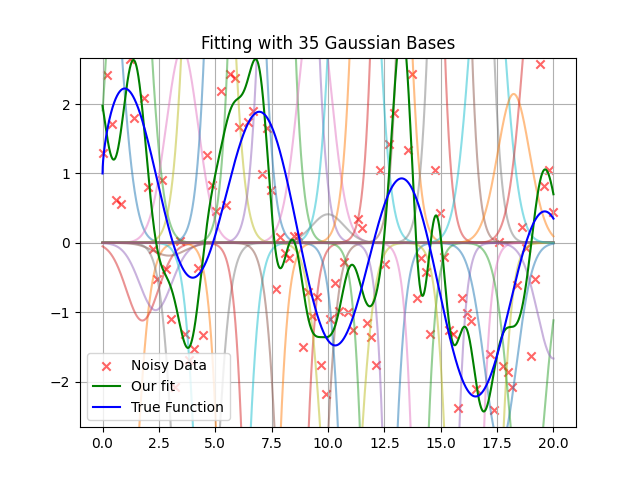 Fitting with 35 Gaussian Bases
2
1
0
−1
−2
Noisy Data
Our fit
True Function
0.0 2.5 5.0 7.5 10.0 12.5 15.0 17.5 20.0